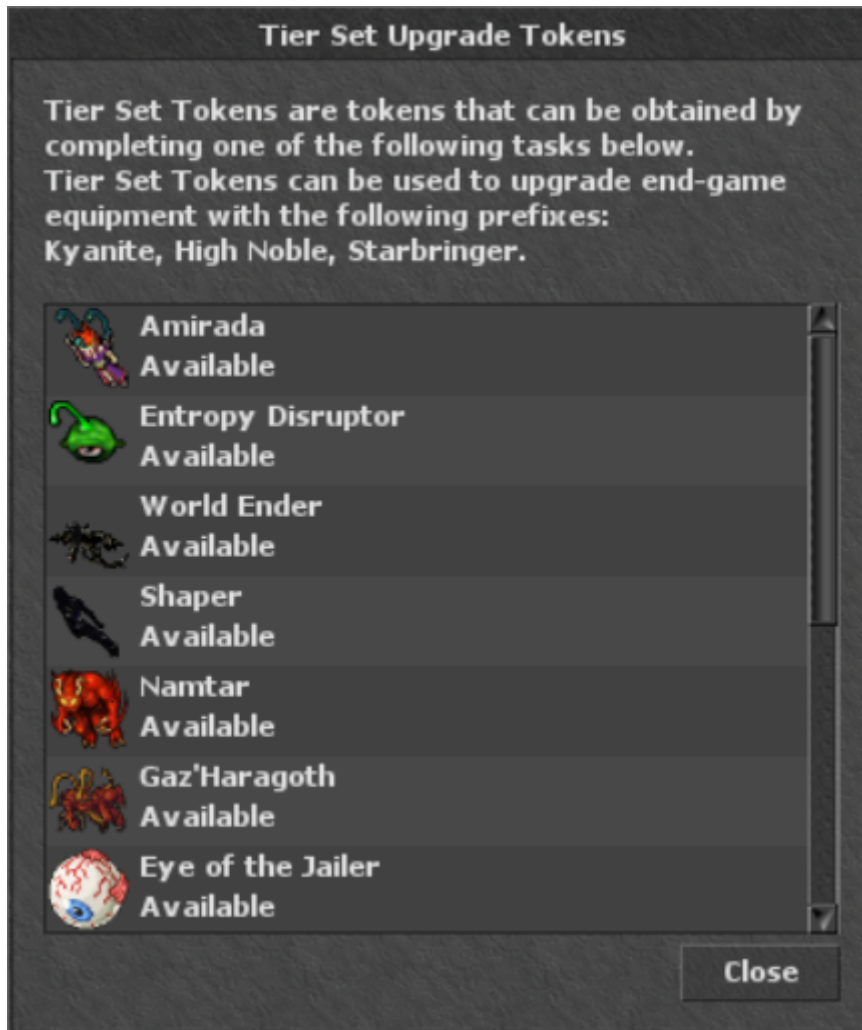 Tier Set Upgrade Tokens
Tier Set Tokens are tokens that can be obtained by
completing one of the following tasks below.
Tier Set Tokens can be used to upgrade end-game
equipment with the following prefixes:
Kyanite, High Noble, Starbringer.
Amirada
Available
Entropy Disruptor
Available
World Ender
Available
Shaper
Available
Namtar
Available
Gaz'Haragoth
Available
Eye of the Jailer
Available
Close